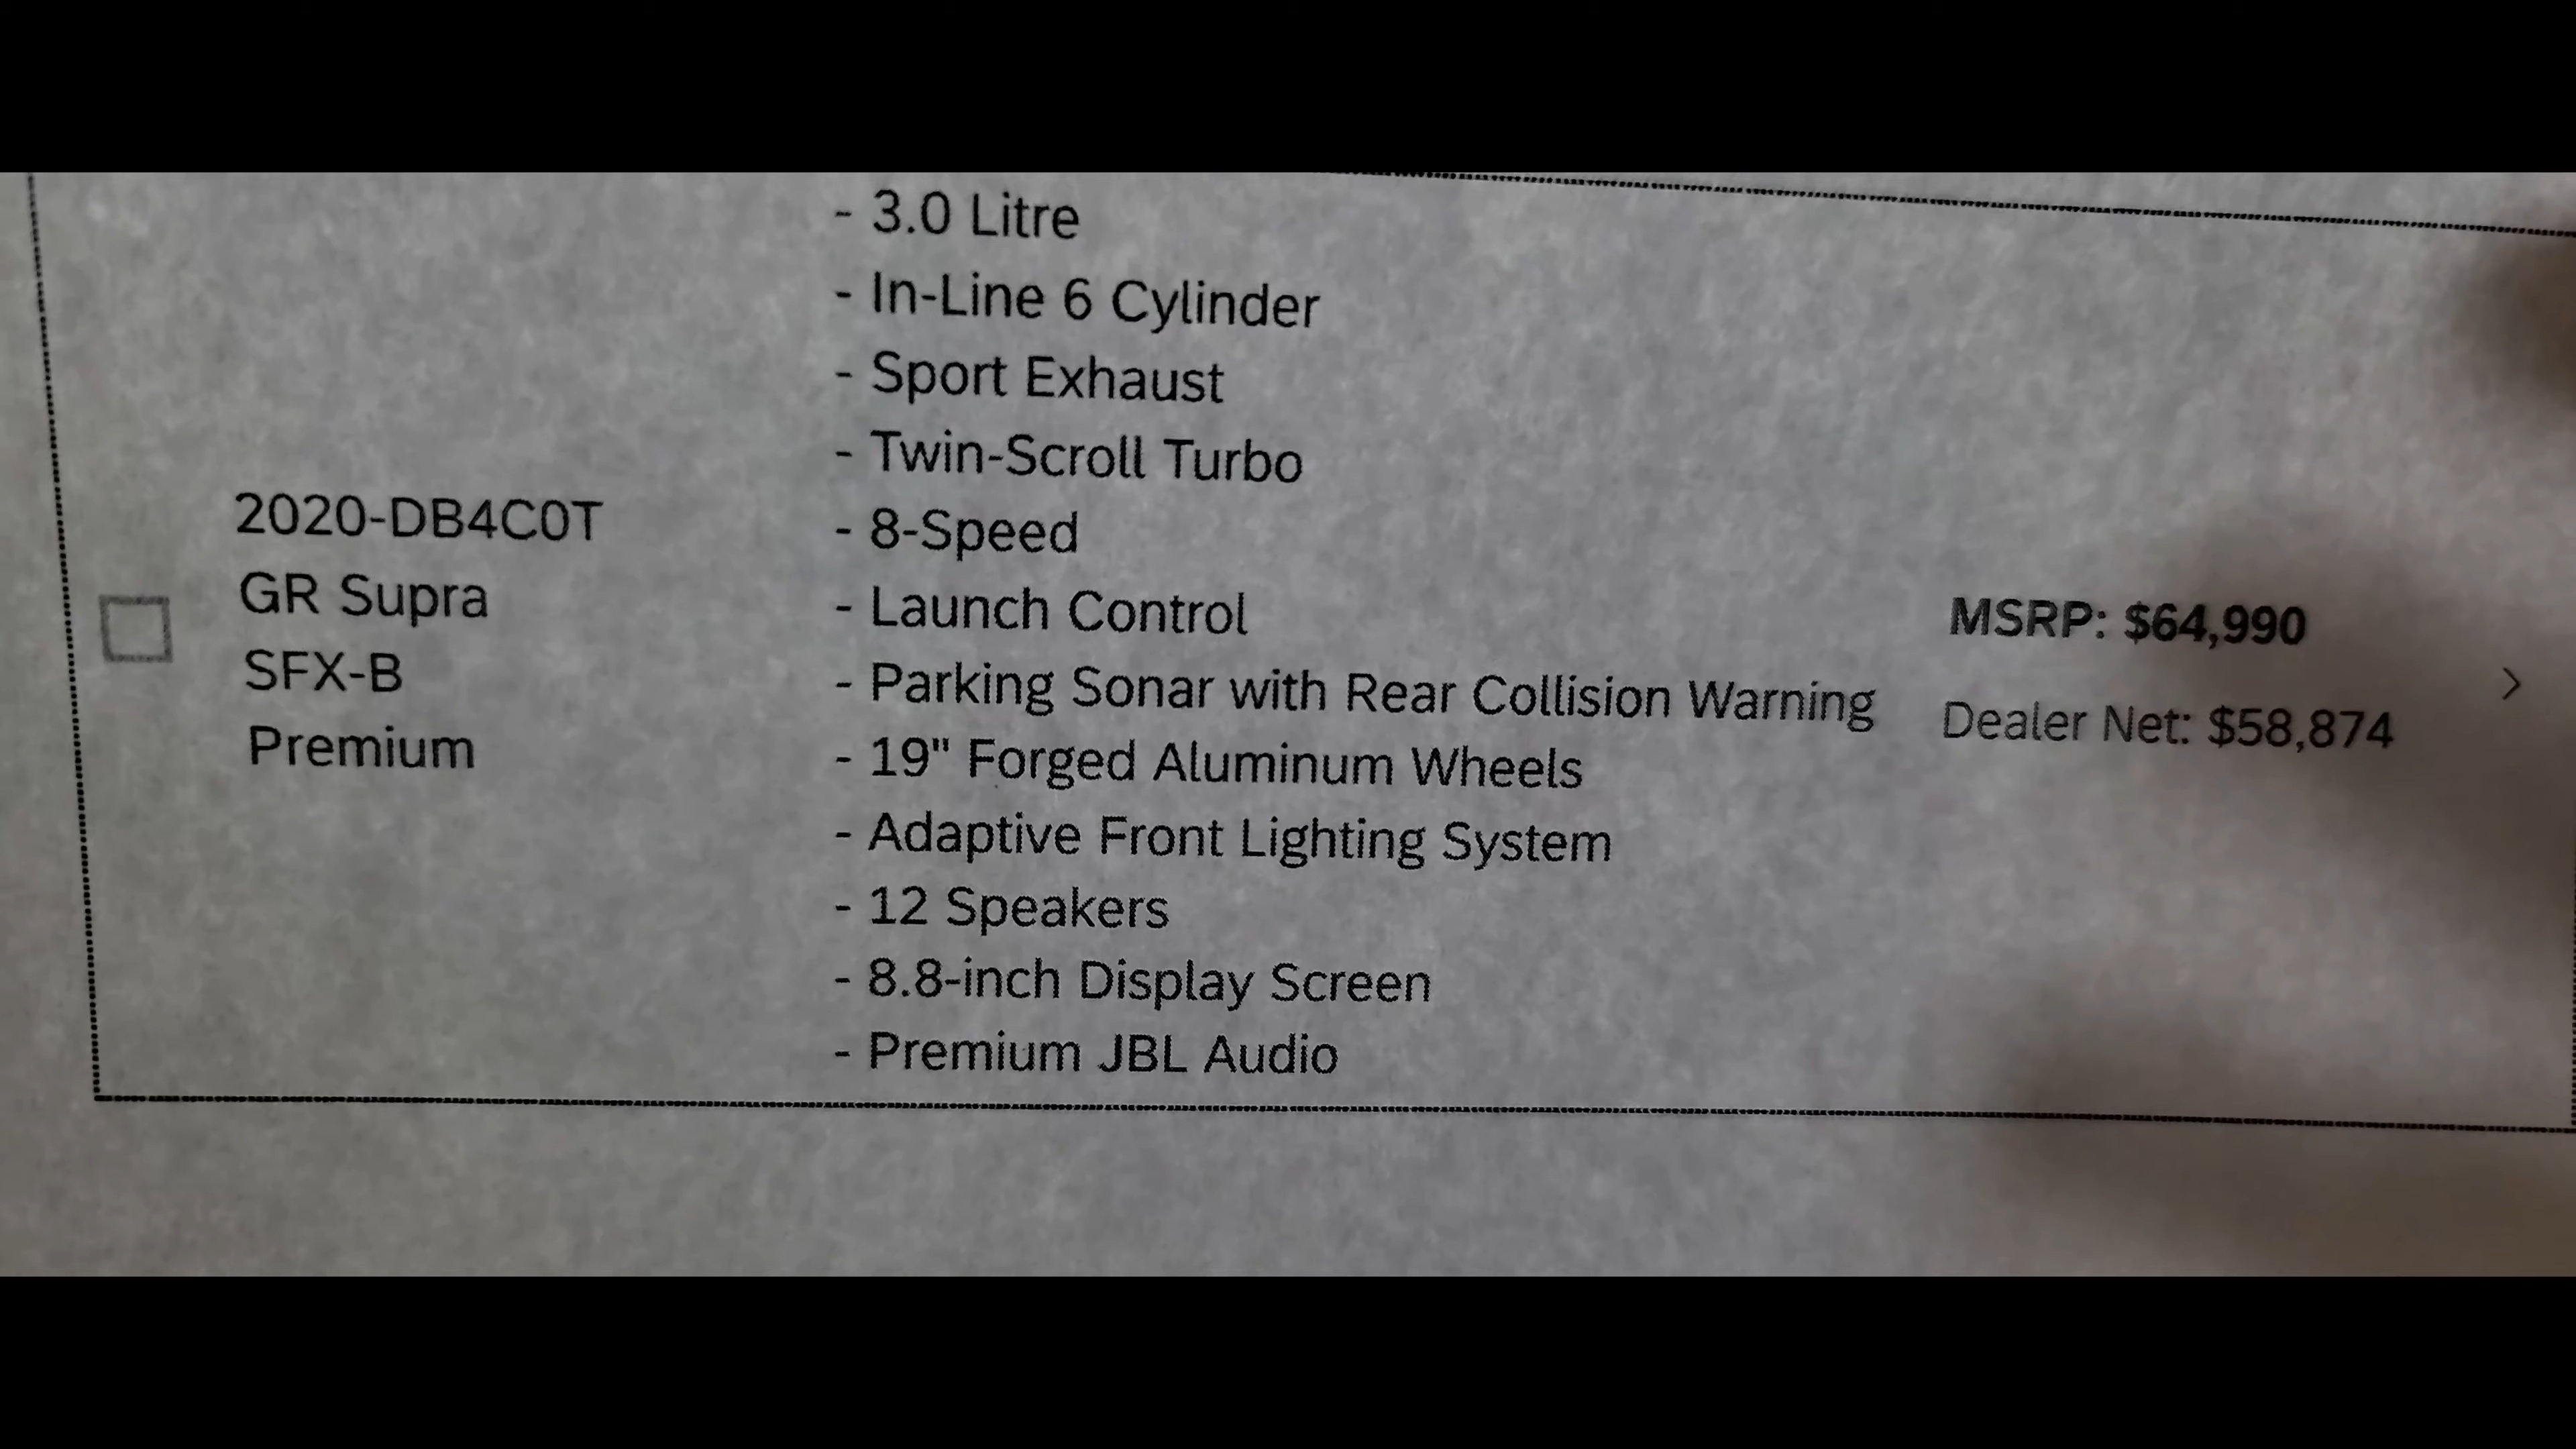 2020-DB4C0T
GR Supra
SFX-B
Premium
- 3.0 Litre
- In-Line 6 Cylinder
- Sport Exhaust
- Twin-Scroll Turbo
- 8-Speed
- Launch Control
- Parking Sonar with Rear Collision Warning
- 19" Forged Aluminum Wheels
- Adaptive Front Lighting System
- 12 Speakers
- 8.8-inch Display Screen
- Premium JBL Audio
MSRP: $64,990
Dealer Net: $58,874